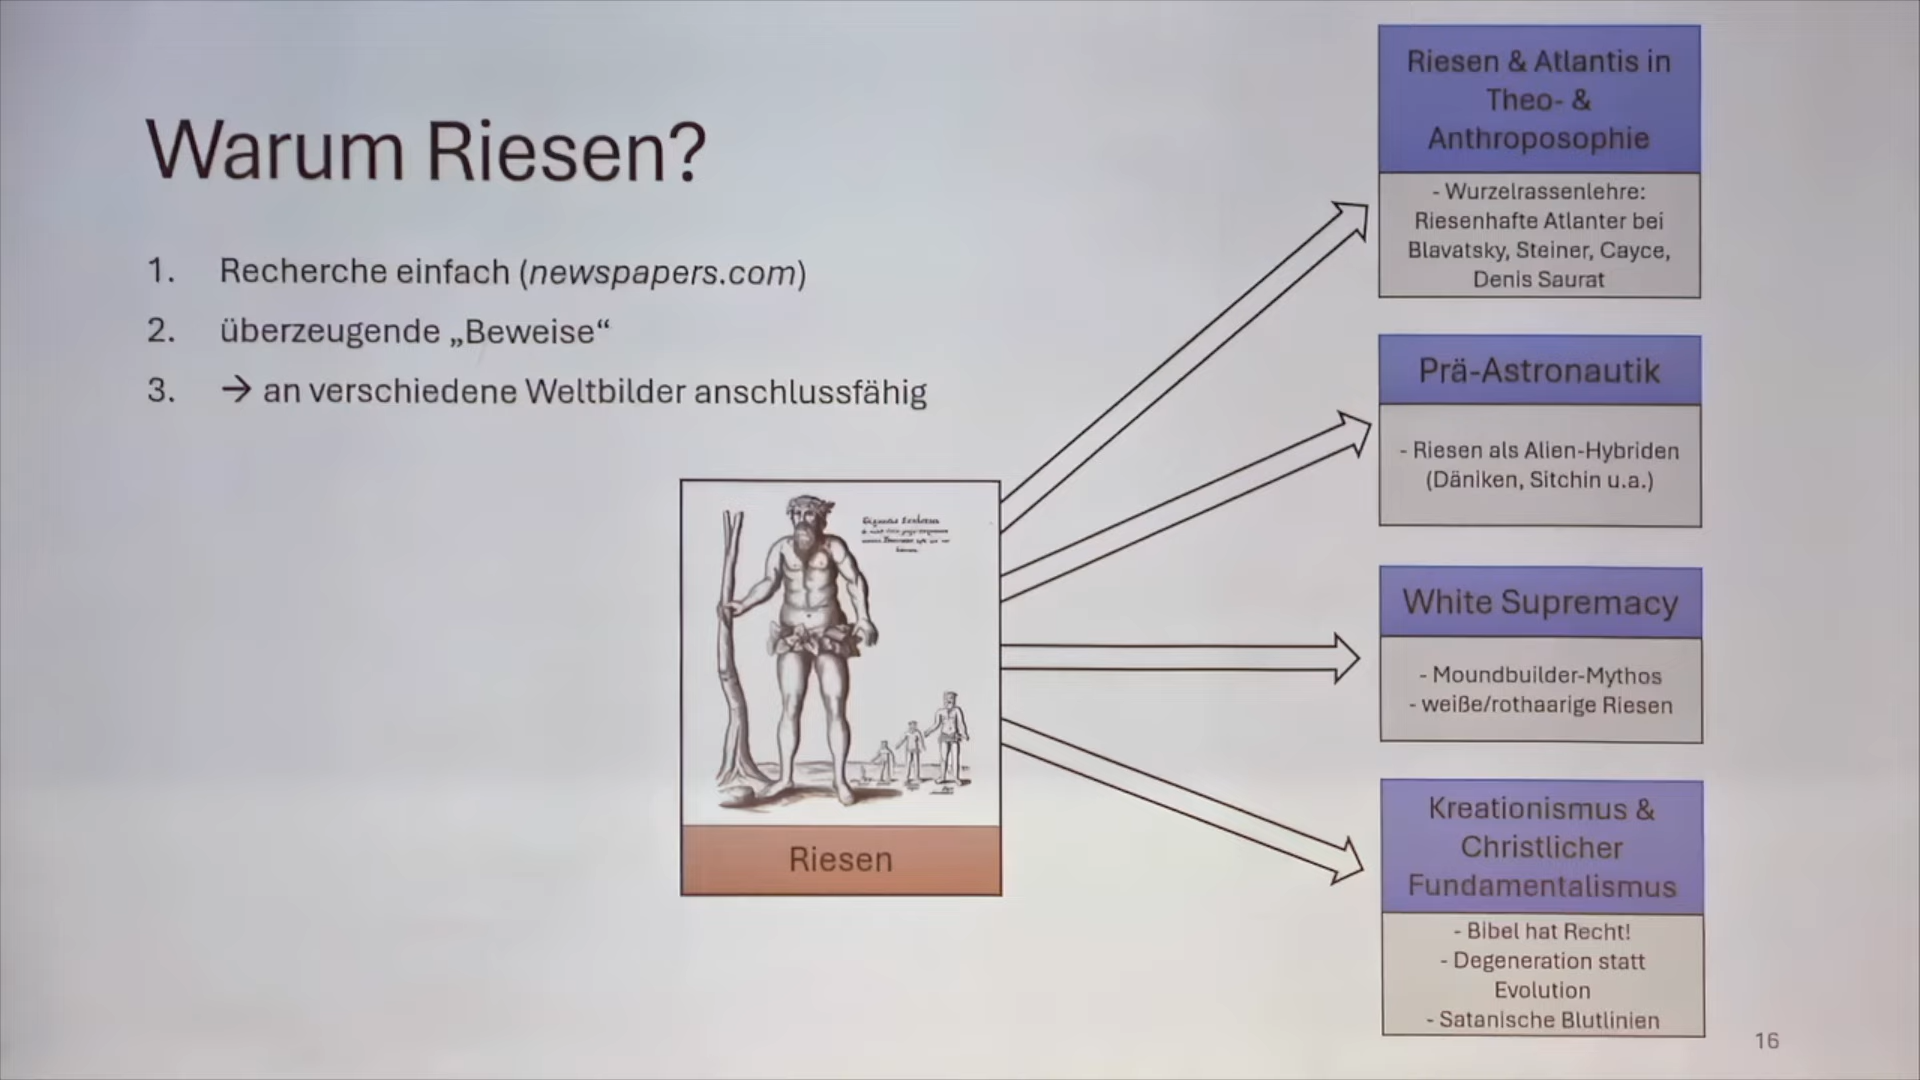 Warum Riesen?
1. Recherche einfach (newspapers.com)
2. überzeugende „Beweise“
3. → an verschiedene Weltbilder anschlussfähig
Riesen
Riesen & Atlantis in
Theo- &
Anthroposophie
- Wurzelrassenlehre:
Riesenhafte Atlanter bei
Blavatsky, Steiner, Cayce,
Denis Saurat
Prä-Astronautik
- Riesen als Alien-Hybriden
(Däniken, Sitchin u.a.)
White Supremacy
- Moundbuilder-Mythos
- weiße/rothaarige Riesen
Kreationismus &
Christlicher
Fundamentalismus
- Bibel hat Recht!
- Degeneration statt
Evolution
- Satanische Blutlinien
16